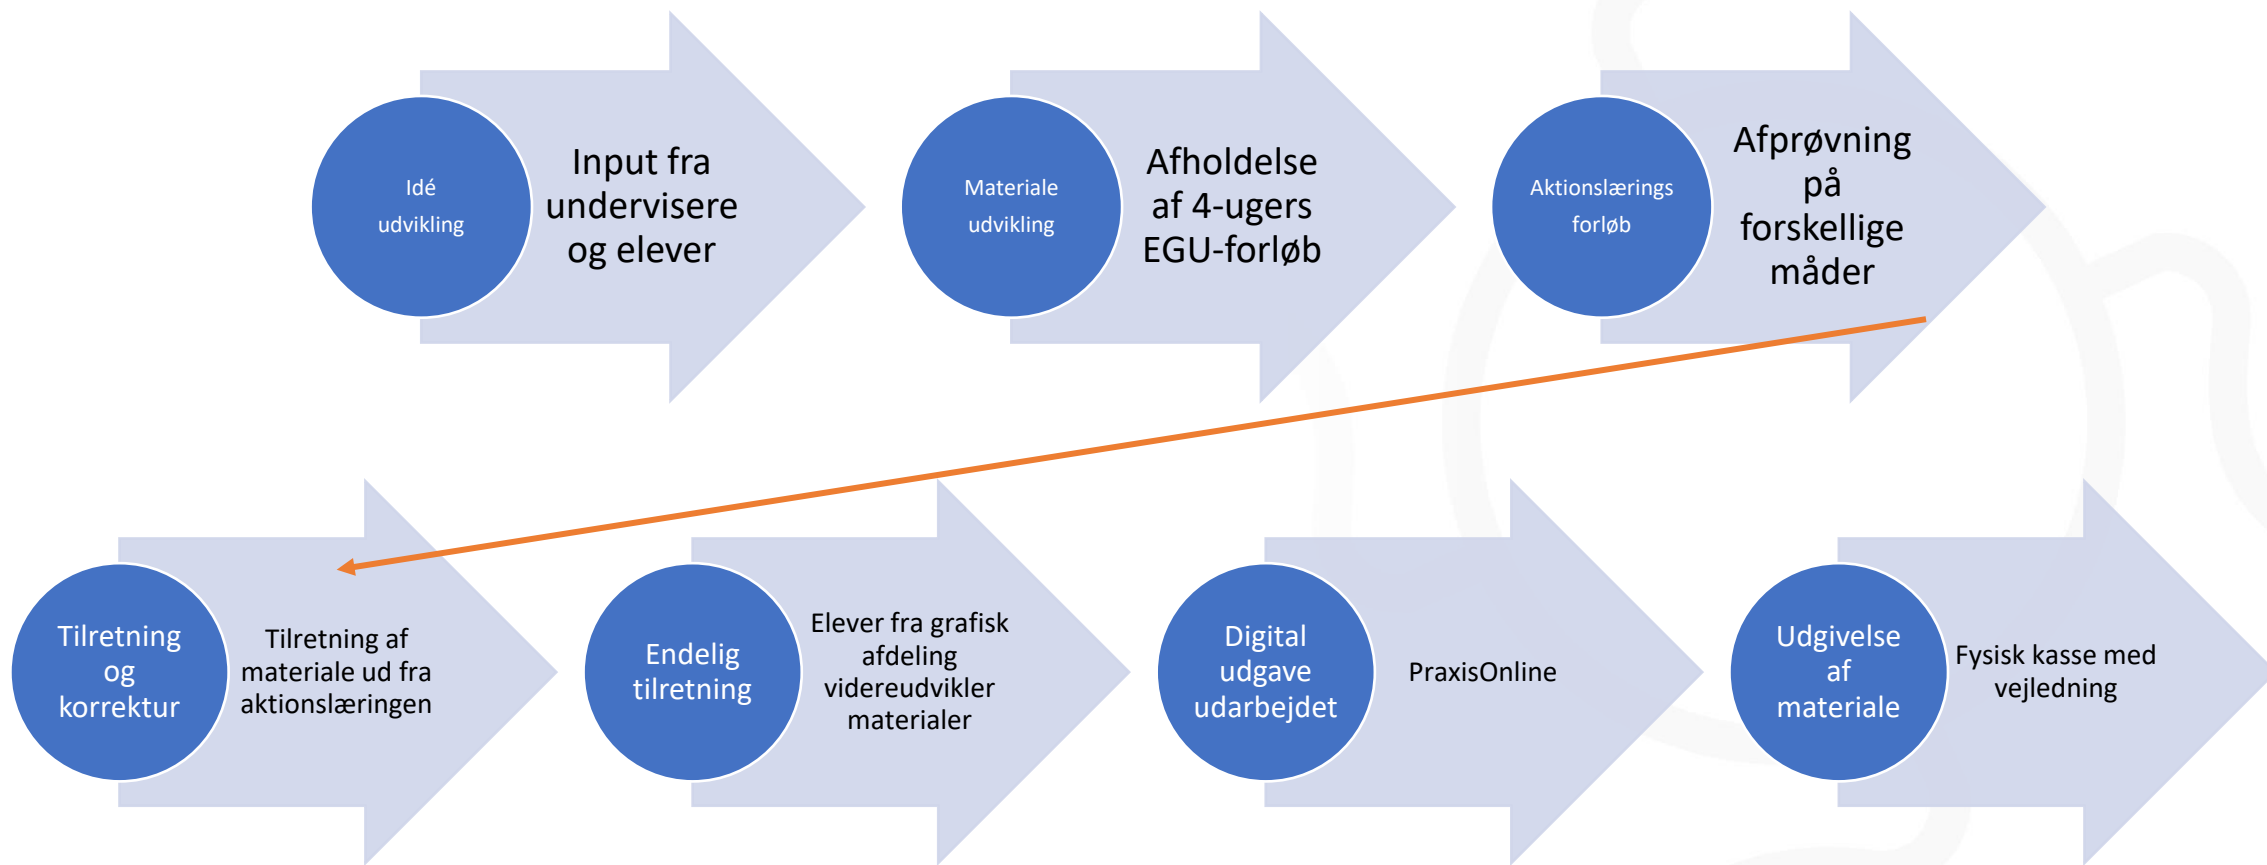 Idé
udvikling
Input fra
undervisere
og elever
Materiale
udvikling
Afholdelse
af 4-ugers
EGU-forløb
Aktionslærings
forløb
Afprøvning
på
forskellige
måder
Tilretning
og
korrektur
Tilretning af
materiale ud fra
aktionslæringen
Endelig
tilretning
Elever fra grafisk
afdeling
videreudvikler
materialer
Digital
udgave
udarbejdet
PraxisOnline
Udgivelse
af
materiale
Fysisk kasse med
vejledning